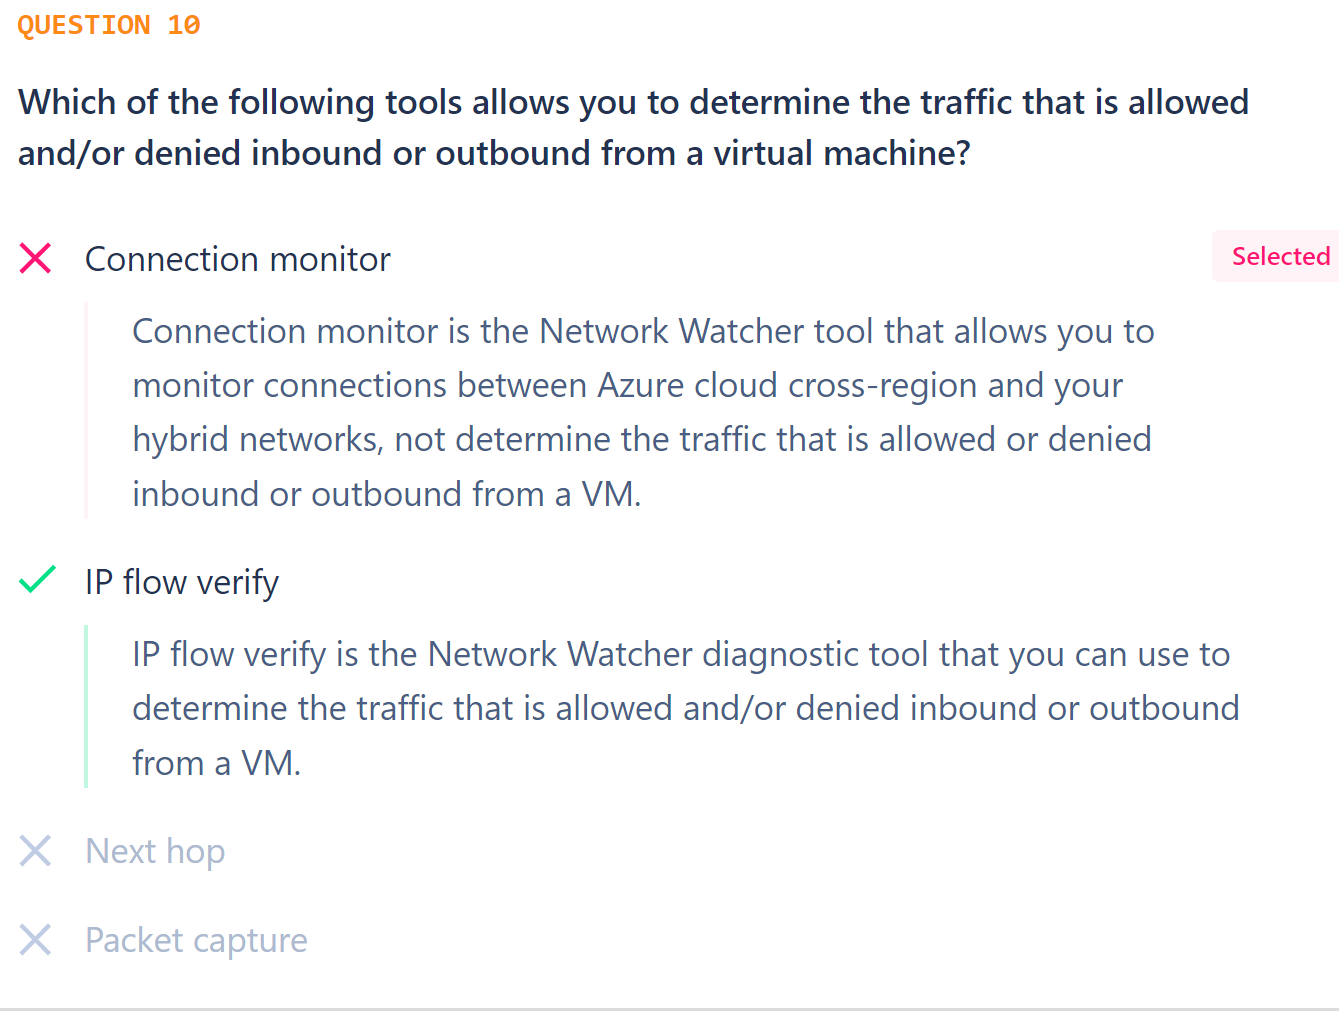 QUESTION 10
Which of the following tools allows you to determine the traffic that is allowed
and/or denied inbound or outbound from a virtual machine?
Connection monitor
Selected
Connection monitor is the Network Watcher tool that allows you to
monitor connections between Azure cloud cross-region and your
hybrid networks, not determine the traffic that is allowed or denied
inbound or outbound from a VM.
IP flow verify
IP flow verify is the Network Watcher diagnostic tool that you can use to
determine the traffic that is allowed and/or denied inbound or outbound
from a VM.
Next hop
Packet capture